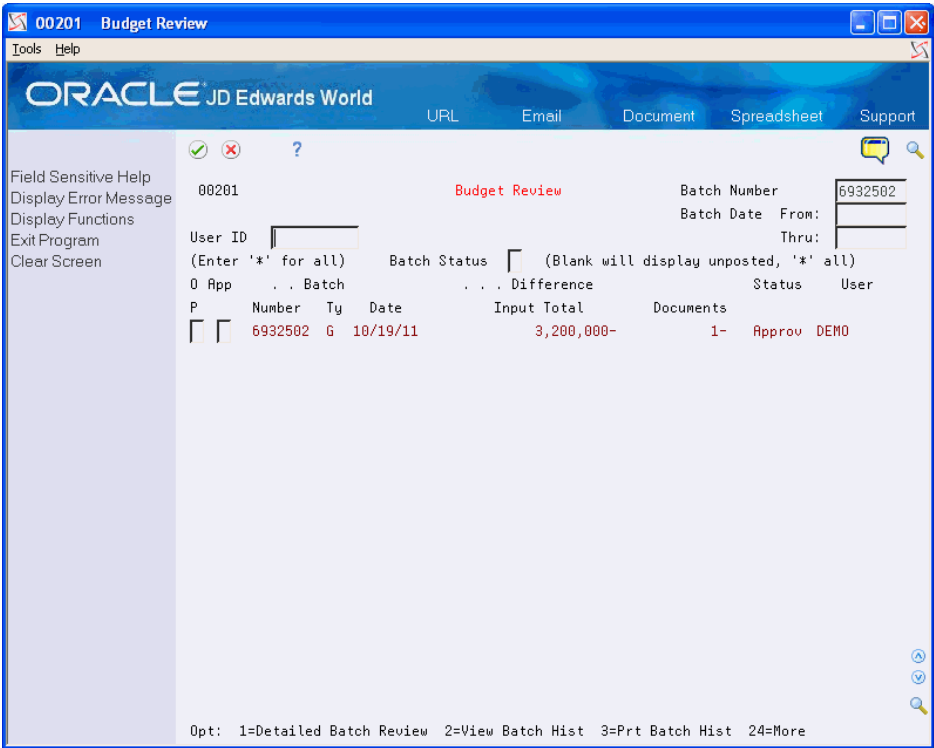 00201 Budget Review
Tools Help
ORACLE JD Edwards World
URL Email Document Spreadsheet Support
?
Field Sensitive Help
Display Error Message
Display Functions
Exit Program
Clear Screen
00201 Budget Review Batch Number 6932502
Batch Date From:
User ID Thru:
(Enter '*' for all) Batch Status (Blank will display unposted, '*' all)
O App . . Batch . . . Difference Status User
P Number Ty Date Input Total Documents
6932502 G 10/19/11 3,200,000- 1- Approv DEMO
Opt: 1=Detailed Batch Review 2=View Batch Hist 3=Prt Batch Hist 24=More